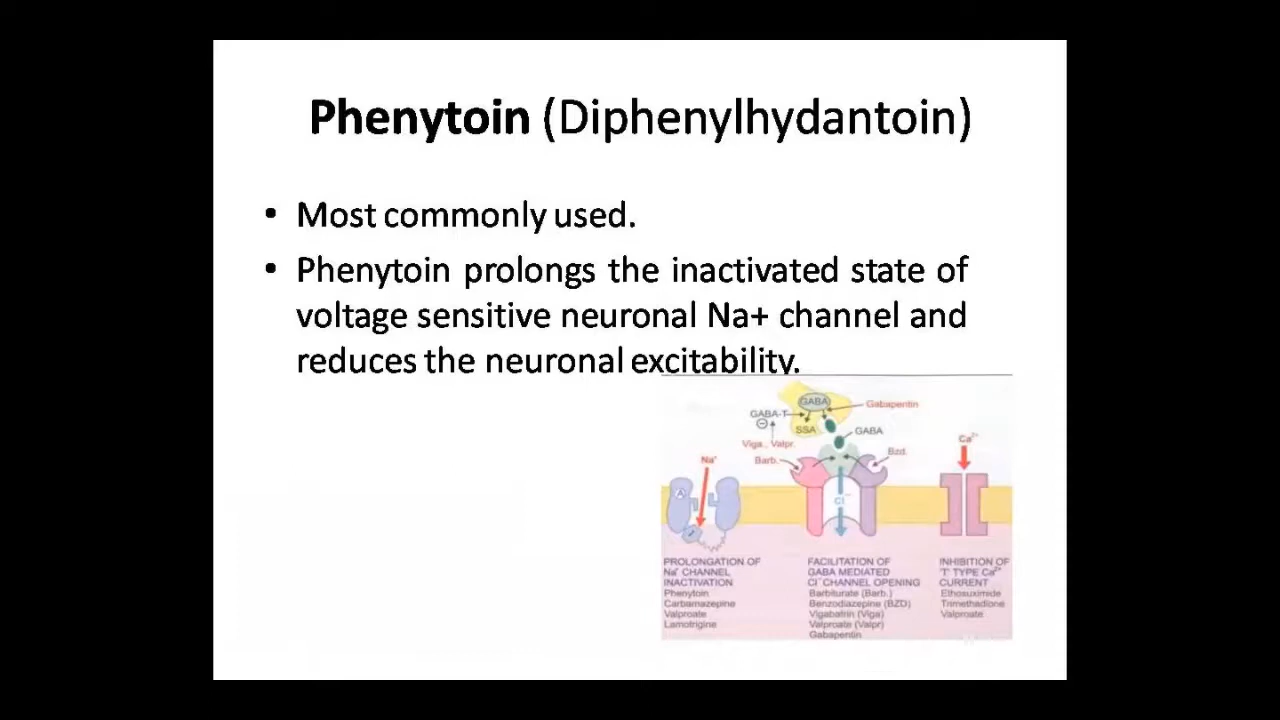 Phenytoin (Diphenylhydantoin)
• Most commonly used.
• Phenytoin prolongs the inactivated state of
voltage sensitive neuronal Na+ channel and
reduces the neuronal excitability.
GABA
Gabapentin
GABA-T
SSA
GABA
Viga., Valpr.
Barb.
Bzd.
Na⁺
Ca²⁺
A
Cl⁻
PROLONGATION OF
Na⁺ CHANNEL
INACTIVATION
Phenytoin
Carbamazepine
Valproate
Lamotrigine
FACILITATION OF
GABA MEDIATED
Cl⁻ CHANNEL OPENING
Barbiturate (Barb.)
Benzodiazepine (BZD)
Vigabatrin (Viga)
Valproate (Valpr)
Gabapentin
INHIBITION OF
'T' TYPE Ca²⁺
CURRENT
Ethosuximide
Trimethadione
Valproate